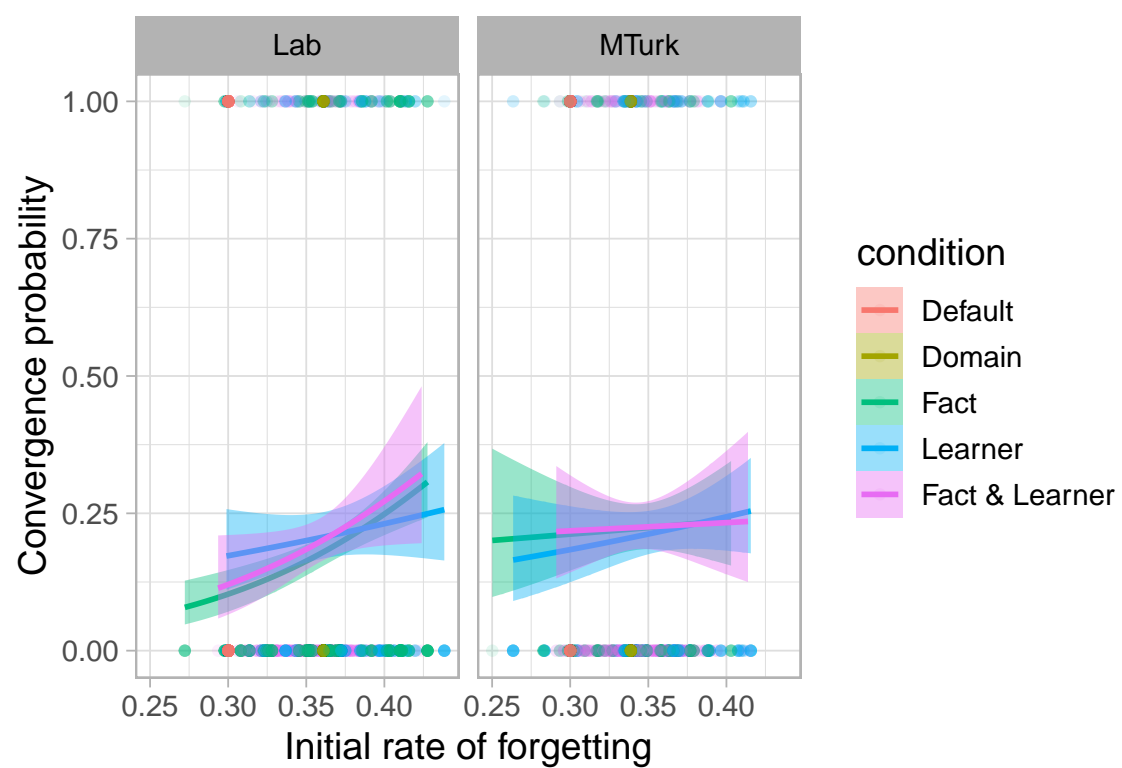 Lab
MTurk
Convergence probability
1.00
0.75
0.50
0.25
0.00
0.25 0.30 0.35 0.40
0.25 0.30 0.35 0.40
Initial rate of forgetting
condition
Default
Domain
Fact
Learner
Fact & Learner